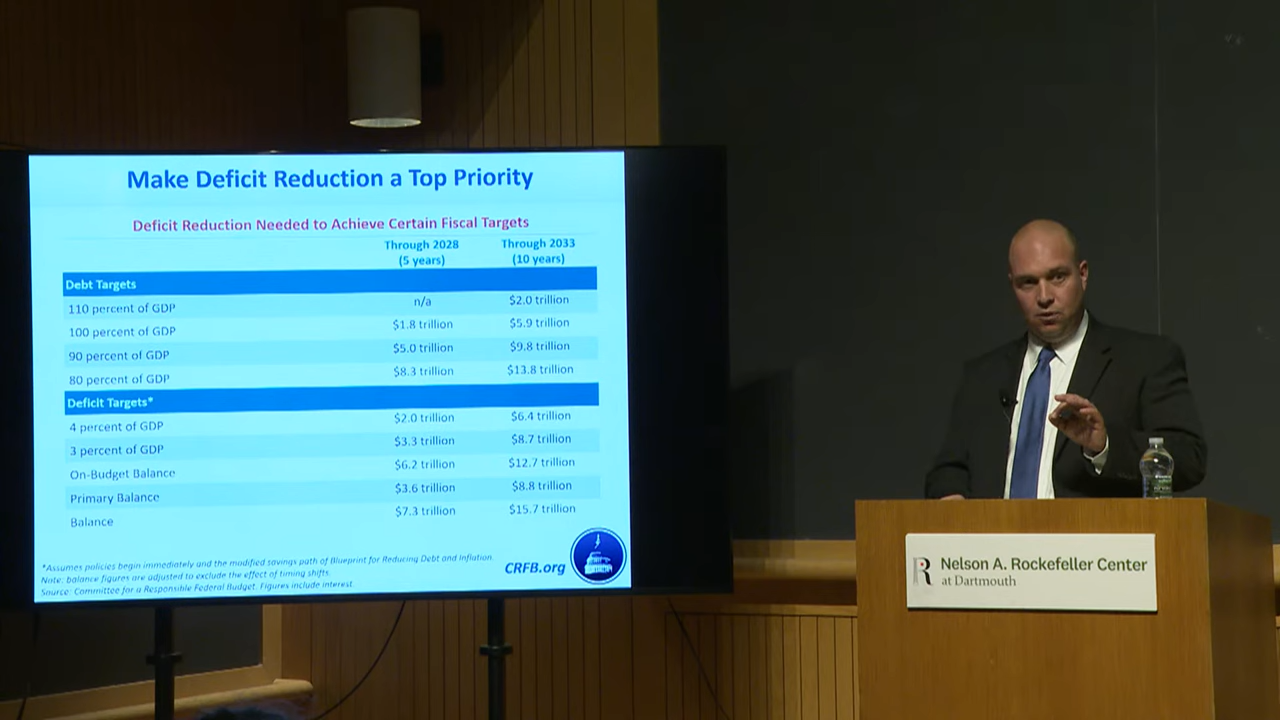 Make Deficit Reduction a Top Priority
Deficit Reduction Needed to Achieve Certain Fiscal Targets
Through 2028 Through 2033
(5 years) (10 years)
Debt Targets
110 percent of GDP n/a $2.0 trillion
100 percent of GDP $1.8 trillion $5.9 trillion
90 percent of GDP $5.0 trillion $9.8 trillion
80 percent of GDP $8.3 trillion $13.8 trillion
Deficit Targets*
4 percent of GDP $2.0 trillion $6.4 trillion
3 percent of GDP $3.3 trillion $8.7 trillion
On-Budget Balance $6.2 trillion $12.7 trillion
Primary Balance $3.6 trillion $8.8 trillion
Balance $7.3 trillion $15.7 trillion
*Assumes policies begin immediately and the modified savings path of Blueprint for Reducing Debt and Inflation.
Note: balance figures are adjusted to exclude the effect of timing shifts.
Source: Committee for a Responsible Federal Budget. Figures include interest.
CRFB.org
R
Nelson A. Rockefeller Center
at Dartmouth